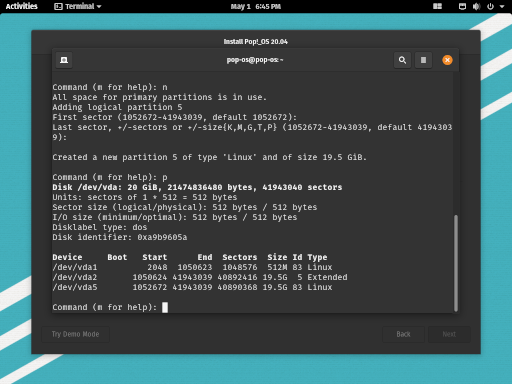 Activities
Terminal
May 1 6:45 PM
Install Pop!_OS 20.04
pop-os@pop-os: ~
Command (m for help): n
All space for primary partitions is in use.
Adding logical partition 5
First sector (1052672-41943039, default 1052672):
Last sector, +/-sectors or +/-size{K,M,G,T,P} (1052672-41943039, default 4194303
9):
Created a new partition 5 of type 'Linux' and of size 19.5 GiB.
Command (m for help): p
Disk /dev/vda: 20 GiB, 21474836480 bytes, 41943040 sectors
Units: sectors of 1 * 512 = 512 bytes
Sector size (logical/physical): 512 bytes / 512 bytes
I/O size (minimum/optimal): 512 bytes / 512 bytes
Disklabel type: dos
Disk identifier: 0xa9b9605a
Device Boot Start End Sectors Size Id Type
/dev/vda1 2048 1050623 1048576 512M 83 Linux
/dev/vda2 1050624 41943039 40892416 19.5G 5 Extended
/dev/vda5 1052672 41943039 40890368 19.5G 83 Linux
Command (m for help):
Try Demo Mode
Back
Next